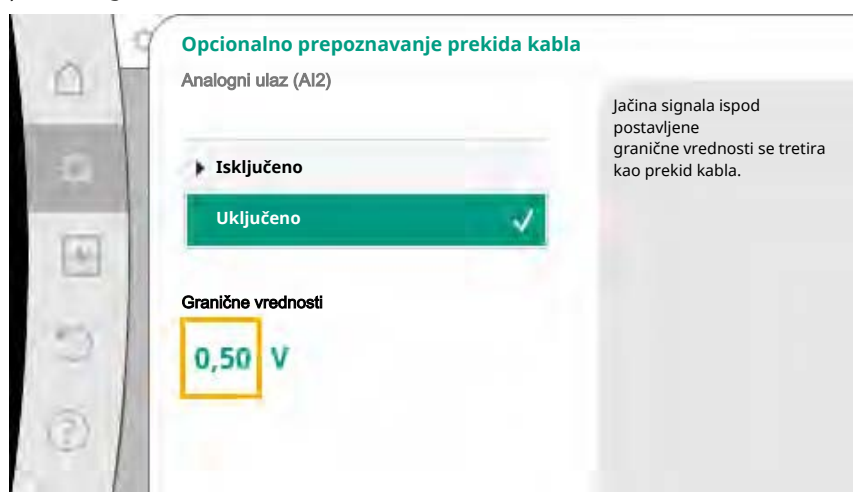 Opcionalno prepoznavanje prekida kabla
Analogni ulaz (AI2)
Jačina signala ispod
postavljene
granične vrednosti se tretira
kao prekid kabla.
Isključeno
Uključeno
Granične vrednosti
0,50 V